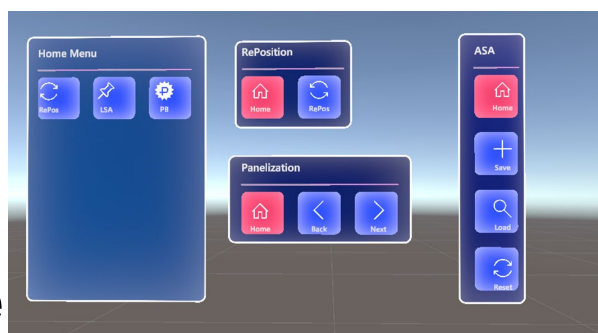 Home Menu
RePos
LSA
PB
RePosition
Home
RePos
Panelization
Home
Back
Next
ASA
Home
Save
Load
Reset
e